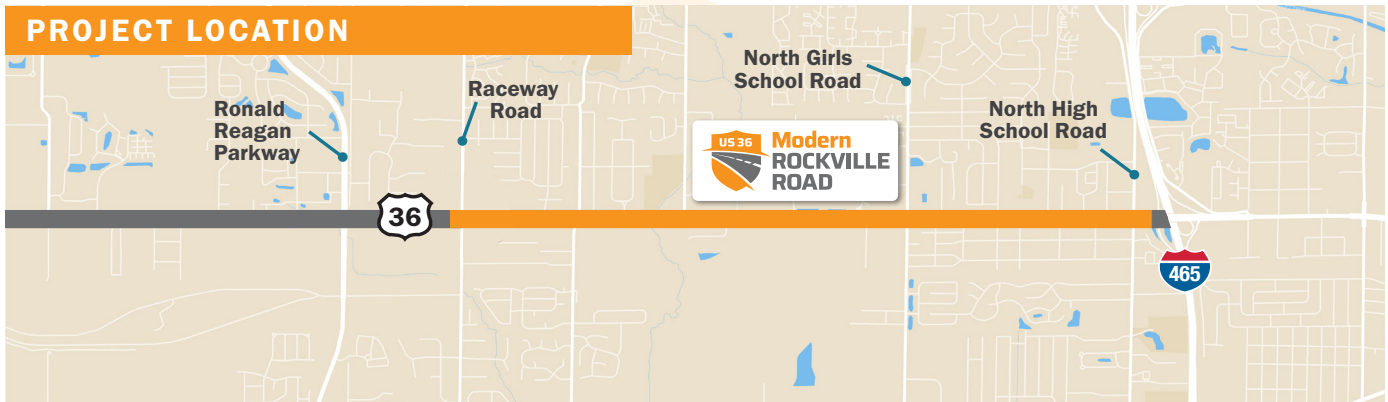 PROJECT LOCATION
Ronald
Reagan
Parkway
Raceway
Road
North Girls
School Road
North High
School Road
US 36
Modern
ROCKVILLE
ROAD
36
465